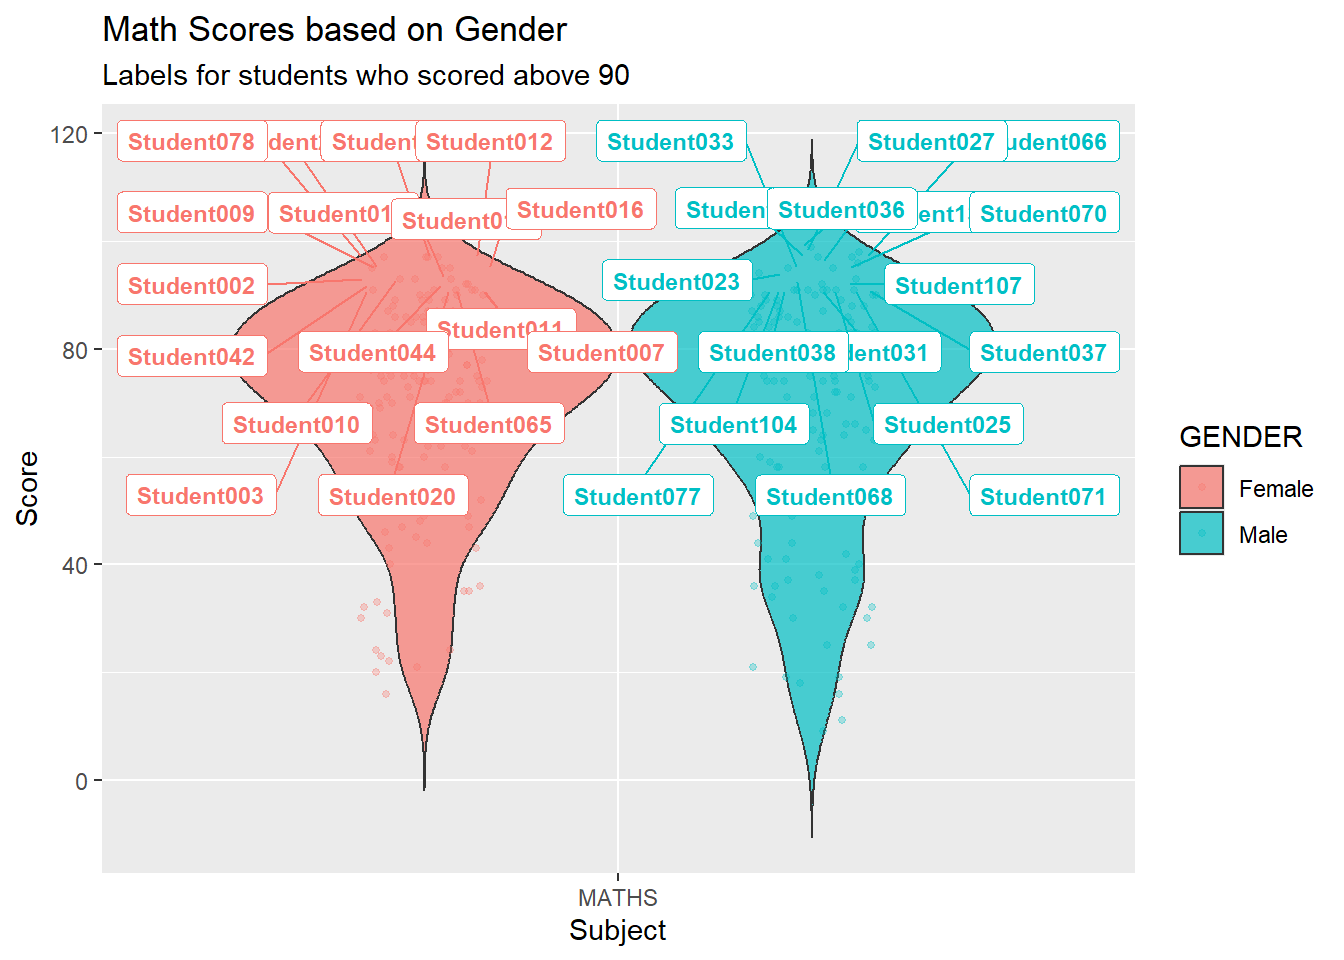 Math Scores based on Gender
Labels for students who scored above 90
120
80
40
0
Score
Student078
Student012
Student033
Student027
Student009
Student016
Student036
Student070
Student002
Student023
Student107
Student011
Student042
Student044
Student007
Student038
Student037
Student010
Student065
Student104
Student025
Student003
Student020
Student077
Student068
Student071
MATHS
Subject
GENDER
Female
Male